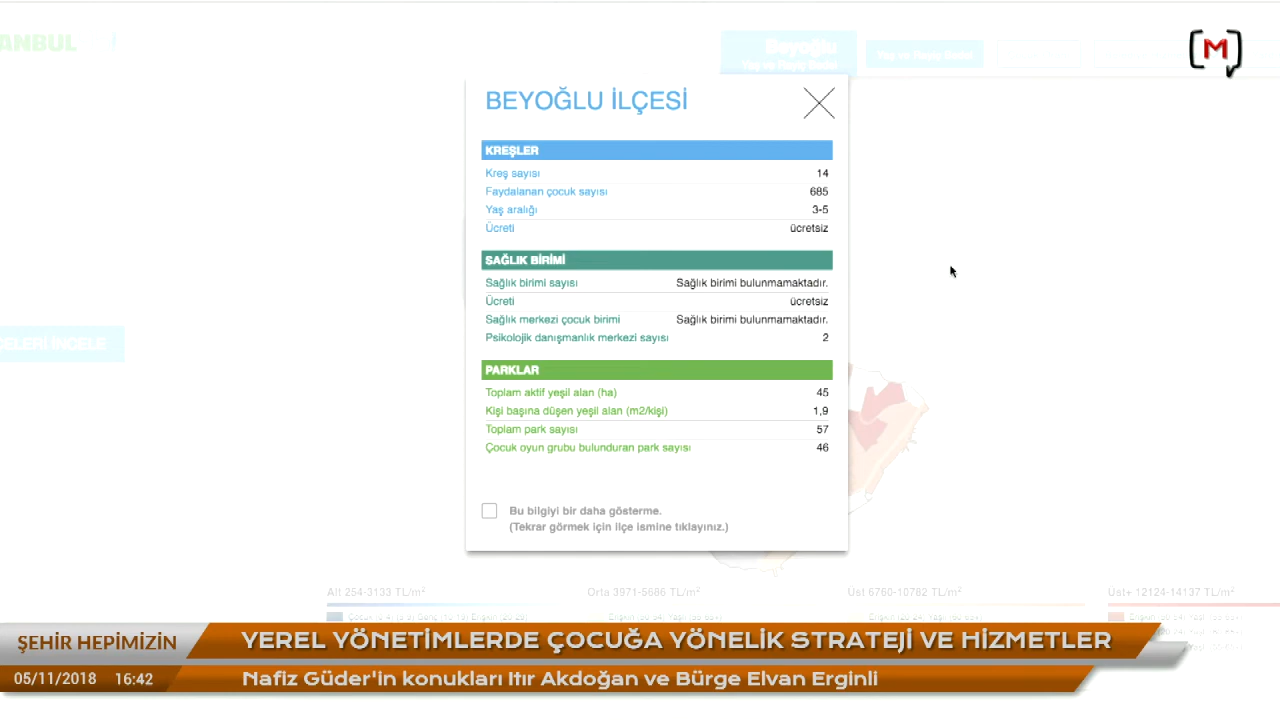 ANBUL
Beyoğlu
[M]
BEYOĞLU İLÇESİ
KREŞLER
Kreş sayısı 14
Faydalanan çocuk sayısı 685
Yaş aralığı 3-5
Ücreti ücretsiz
SAĞLIK BİRİMİ
Sağlık birimi sayısı Sağlık birimi bulunmamaktadır.
Ücreti ücretsiz
Sağlık merkezi çocuk birimi Sağlık birimi bulunmamaktadır.
Psikolojik danışmanlık merkezi sayısı 2
ÇELERİ İNCELE
PARKLAR
Toplam aktif yeşil alan (ha) 45
Kişi başına düşen yeşil alan (m2/kişi) 1,9
Toplam park sayısı 57
Çocuk oyun grubu bulunduran park sayısı 46
Bu bilgiyi bir daha gösterme.
(Tekrar görmek için ilçe ismine tıklayınız.)
Alt 254-3133 TL/m² Orta 3971-5686 TL/m² Üst 6760-10782 TL/m² Üst+ 12124-14137 TL/m²
ŞEHİR HEPİMİZİN
YEREL YÖNETİMLERDE ÇOCUĞA YÖNELİK STRATEJİ VE HİZMETLER
05/11/2018 16:42
Nafiz Güder'in konukları Itır Akdoğan ve Bürge Elvan Erginli